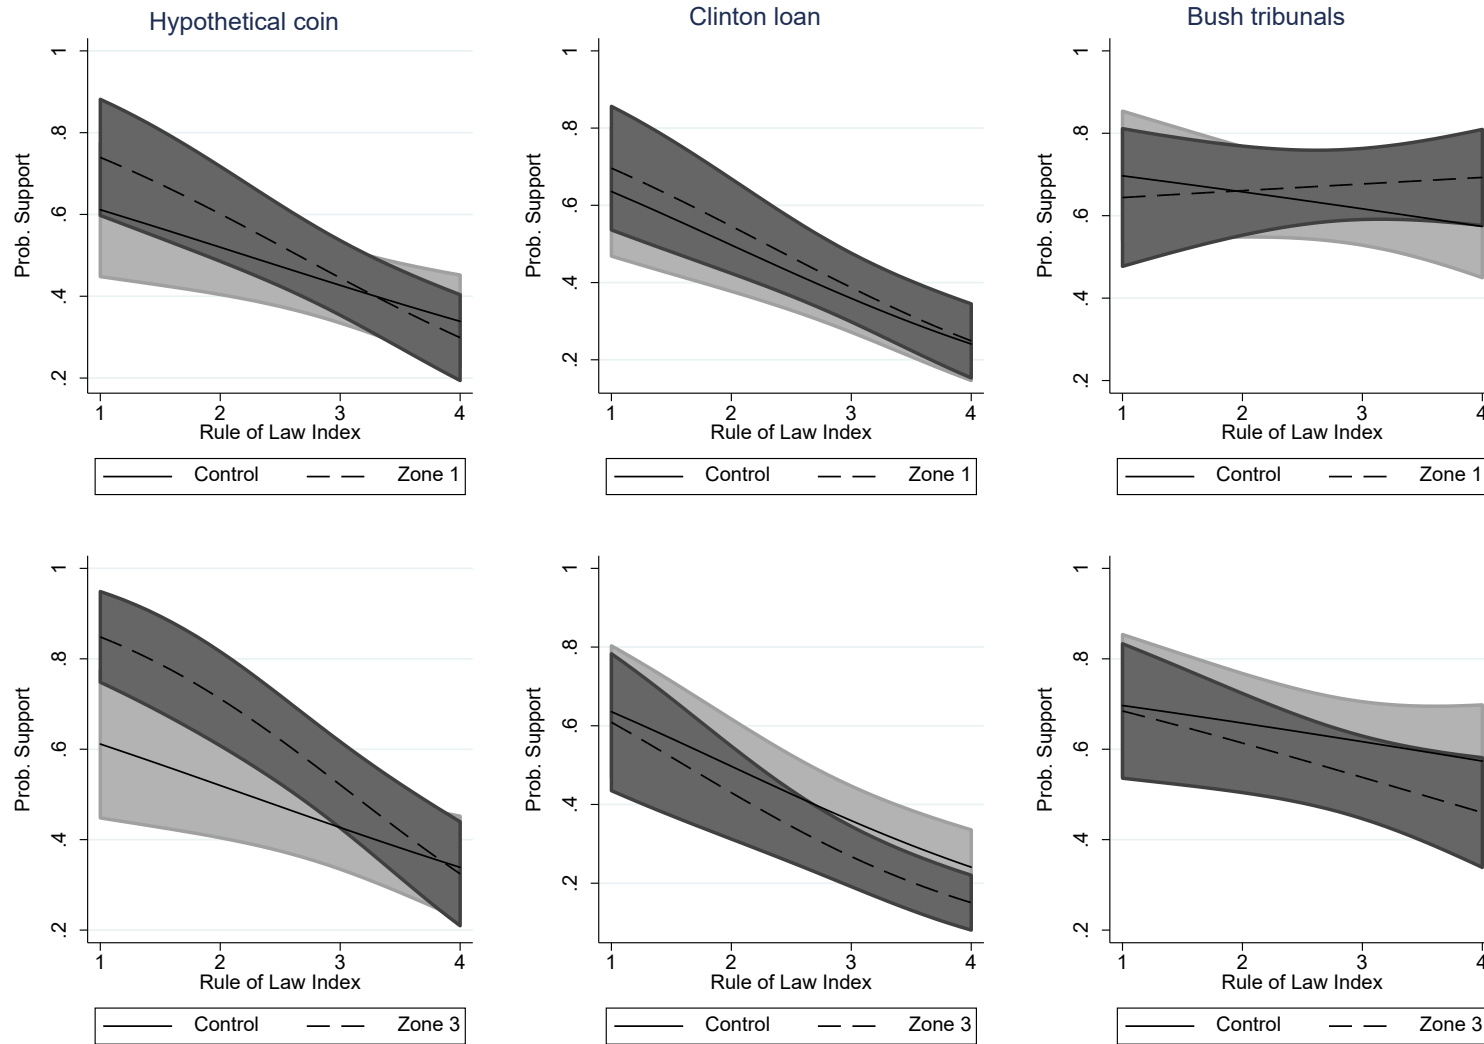 Hypothetical coin
Clinton loan
Bush tribunals
Prob. Support
1
.8
.6
.4
.2
1 2 3 4
Rule of Law Index
Control Zone 1
Prob. Support
1
.8
.6
.4
.2
1 2 3 4
Rule of Law Index
Control Zone 1
Prob. Support
1
.8
.6
.4
.2
1 2 3 4
Rule of Law Index
Control Zone 1
Prob. Support
1
.8
.6
.4
.2
1 2 3 4
Rule of Law Index
Control Zone 3
Prob. Support
1
.8
.6
.4
.2
1 2 3 4
Rule of Law Index
Control Zone 3
Prob. Support
1
.8
.6
.4
.2
1 2 3 4
Rule of Law Index
Control Zone 3